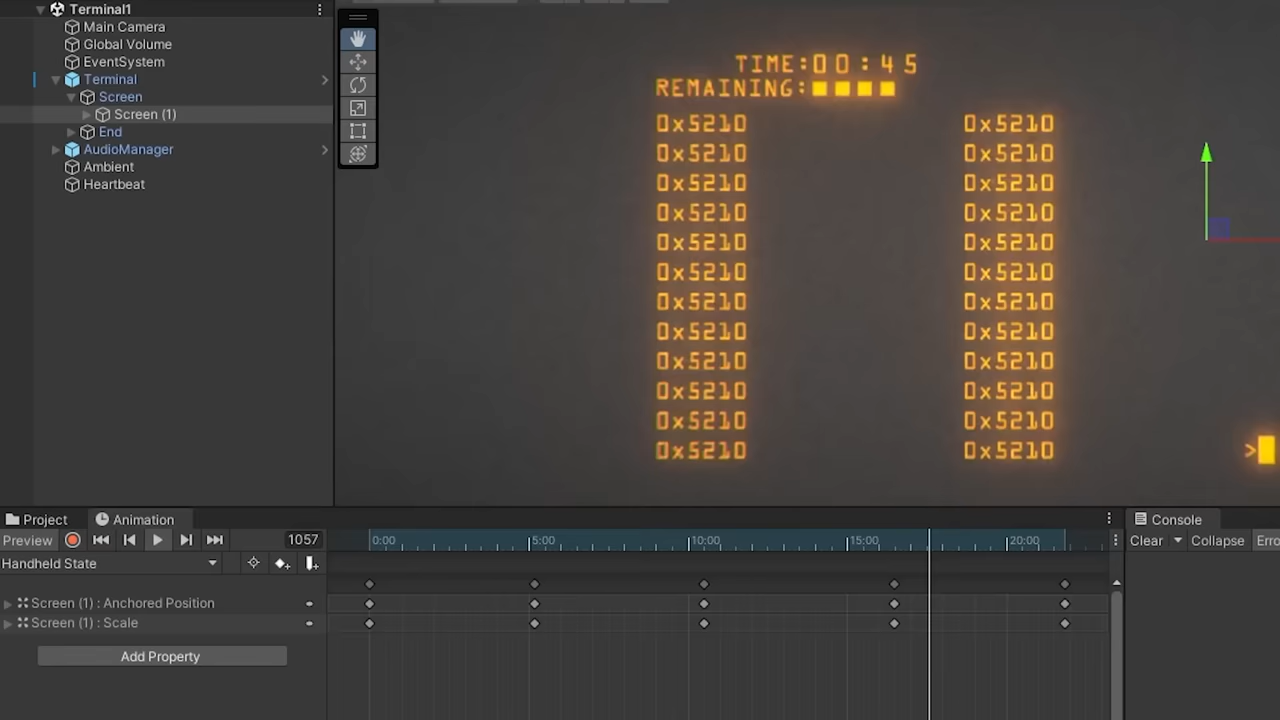 Terminal1
Main Camera
Global Volume
EventSystem
Terminal
Screen
Screen (1)
End
AudioManager
Ambient
Heartbeat
TIME:00:45
REMAINING:
0x5210 0x5210
0x5210 0x5210
0x5210 0x5210
0x5210 0x5210
0x5210 0x5210
0x5210 0x5210
0x5210 0x5210
0x5210 0x5210
0x5210 0x5210
0x5210 0x5210
0x5210 0x5210
0x5210 0x5210
>
Project Animation
Preview 1057
0:00 5:00 10:00 15:00 20:00
Handheld State
Screen (1) : Anchored Position
Screen (1) : Scale
Add Property
Console
Clear Collapse Erro